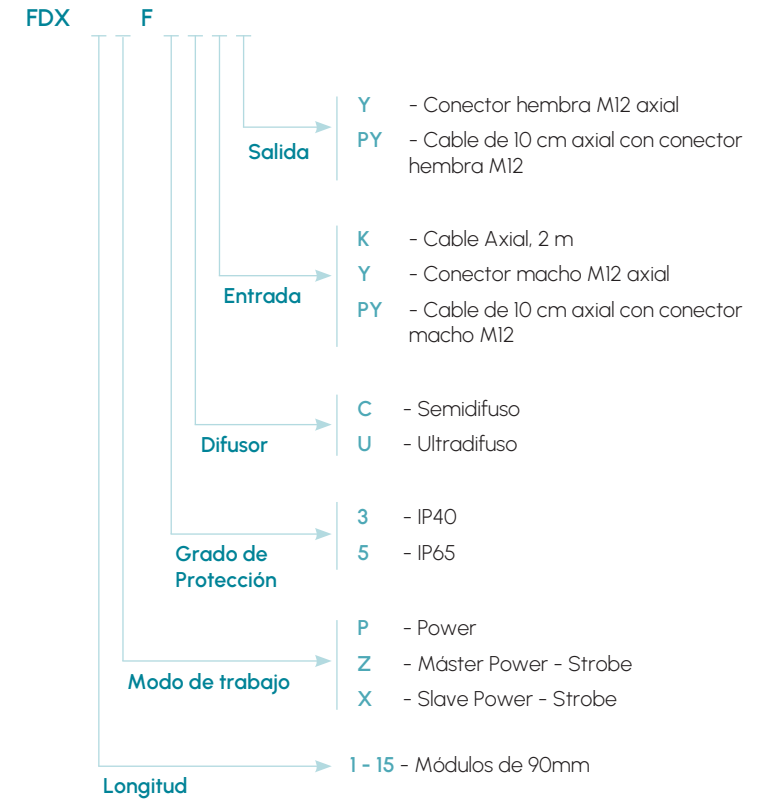 FDX F
Y - Conector hembra M12 axial
PY - Cable de 10 cm axial con conector
hembra M12
Salida
K - Cable Axial, 2 m
Y - Conector macho M12 axial
PY - Cable de 10 cm axial con conector
macho M12
Entrada
C - Semidifuso
U - Ultradifuso
Difusor
3 - IP40
5 - IP65
Grado de
Protección
P - Power
Z - Máster Power - Strobe
X - Slave Power - Strobe
Modo de trabajo
1 - 15 - Módulos de 90mm
Longitud